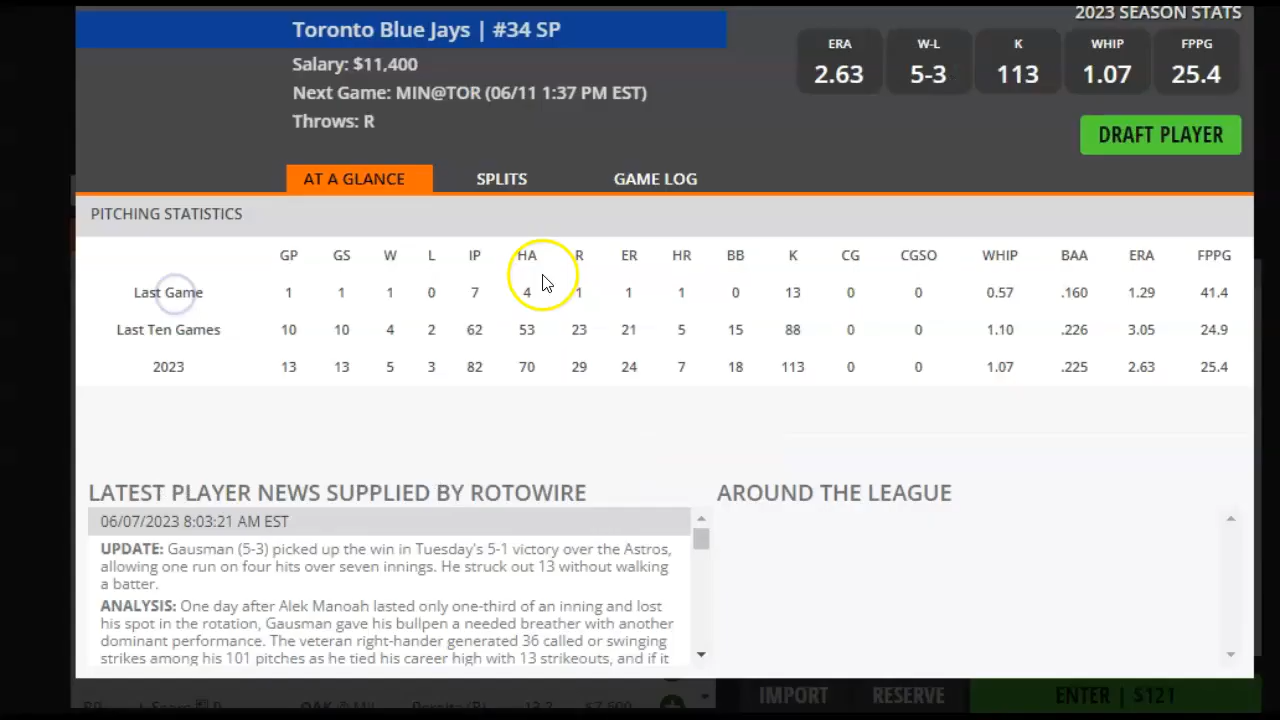 2023 SEASON STATS
Toronto Blue Jays | #34 SP
Salary: $11,400
Next Game: MIN@TOR (06/11 1:37 PM EST)
Throws: R
ERA W-L K WHIP FPPG
2.63 5-3 113 1.07 25.4
DRAFT PLAYER
AT A GLANCE SPLITS GAME LOG
PITCHING STATISTICS
GP GS W L IP HA R ER HR BB K CG CGSO WHIP BAA ERA FPPG
Last Game 1 1 1 0 7 4 1 1 1 0 13 0 0 0.57 .160 1.29 41.4
Last Ten Games 10 10 4 2 62 53 23 21 5 15 88 0 0 1.10 .226 3.05 24.9
2023 13 13 5 3 82 70 29 24 7 18 113 0 0 1.07 .225 2.63 25.4
LATEST PLAYER NEWS SUPPLIED BY ROTOWIRE
AROUND THE LEAGUE
06/07/2023 8:03:21 AM EST
UPDATE: Gausman (5-3) picked up the win in Tuesday's 5-1 victory over the Astros,
allowing one run on four hits over seven innings. He struck out 13 without walking
a batter.
ANALYSIS: One day after Alek Manoah lasted only one-third of an inning and lost
his spot in the rotation, Gausman gave his bullpen a needed breather with another
dominant performance. The veteran right-hander generated 36 called or swinging
strikes among his 101 pitches as he tied his career high with 13 strikeouts, and if it
IMPORT RESERVE ENTER | $121